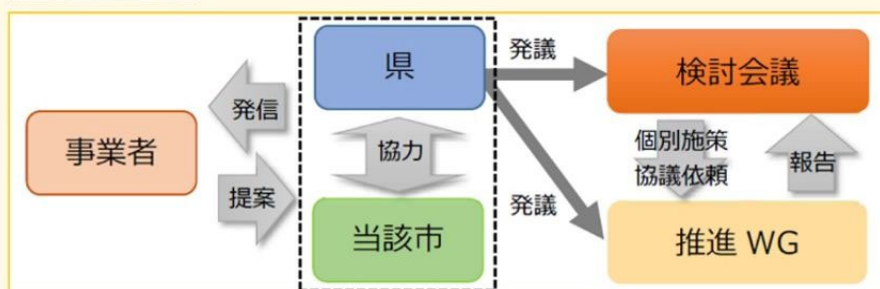 県
発議
検討会議
発信
事業者
協力
個別施策
協議依頼
報告
提案
発議
当該市
推進 WG